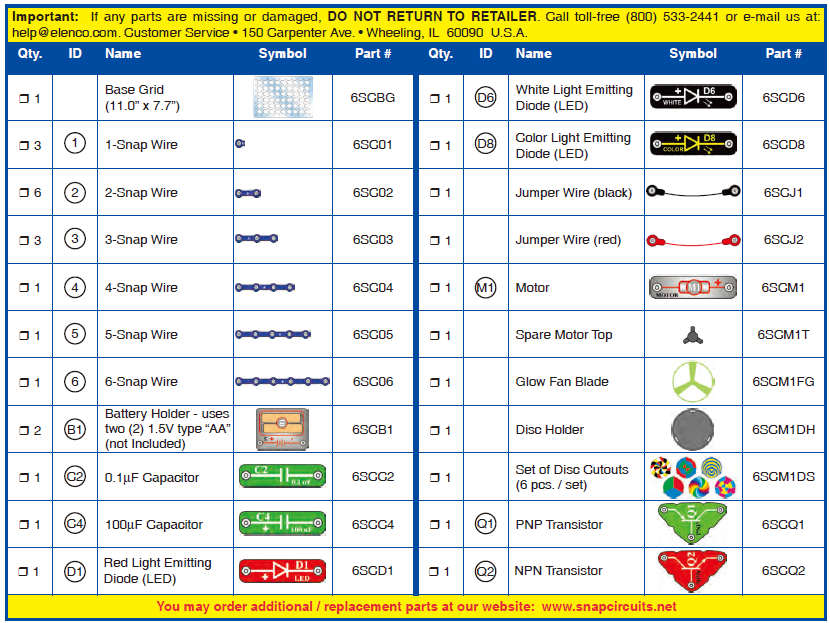 Important: If any parts are missing or damaged, DO NOT RETURN TO RETAILER. Call toll-free (800) 533-2441 or e-mail us at:
help@elenco.com. Customer Service • 150 Carpenter Ave. • Wheeling, IL 60090 U.S.A.
Qty. ID Name Symbol Part #
1 Base Grid
(11.0” x 7.7”) 6SCBG
3 1 1-Snap Wire 6SC01
6 2 2-Snap Wire 6SC02
3 3 3-Snap Wire 6SC03
1 4 4-Snap Wire 6SC04
1 5 5-Snap Wire 6SC05
1 6 6-Snap Wire 6SC06
2 B1 Battery Holder - uses
two (2) 1.5V type “AA”
(not Included) 6SCB1
1 C2 0.1μF Capacitor C2 0.1 uF 6SCC2
1 C4 100μF Capacitor C4 100 uF 6SCC4
1 D1 Red Light Emitting
Diode (LED) D1 LED 6SCD1
Qty. ID Name Symbol Part #
1 D6 White Light Emitting
Diode (LED) D6 WHITE 6SCD6
1 D8 Color Light Emitting
Diode (LED) D8 COLOR 6SCD8
1 Jumper Wire (black) 6SCJ1
1 Jumper Wire (red) 6SCJ2
1 M1 Motor M1 MOTOR 6SCM1
1 Spare Motor Top 6SCM1T
1 Glow Fan Blade 6SCM1FG
1 Disc Holder 6SCM1DH
1 Set of Disc Cutouts
(6 pcs. / set) 6SCM1DS
1 Q1 PNP Transistor Q1 PNP 6SCQ1
1 Q2 NPN Transistor Q2 NPN 6SCQ2
You may order additional / replacement parts at our website: www.snapcircuits.net